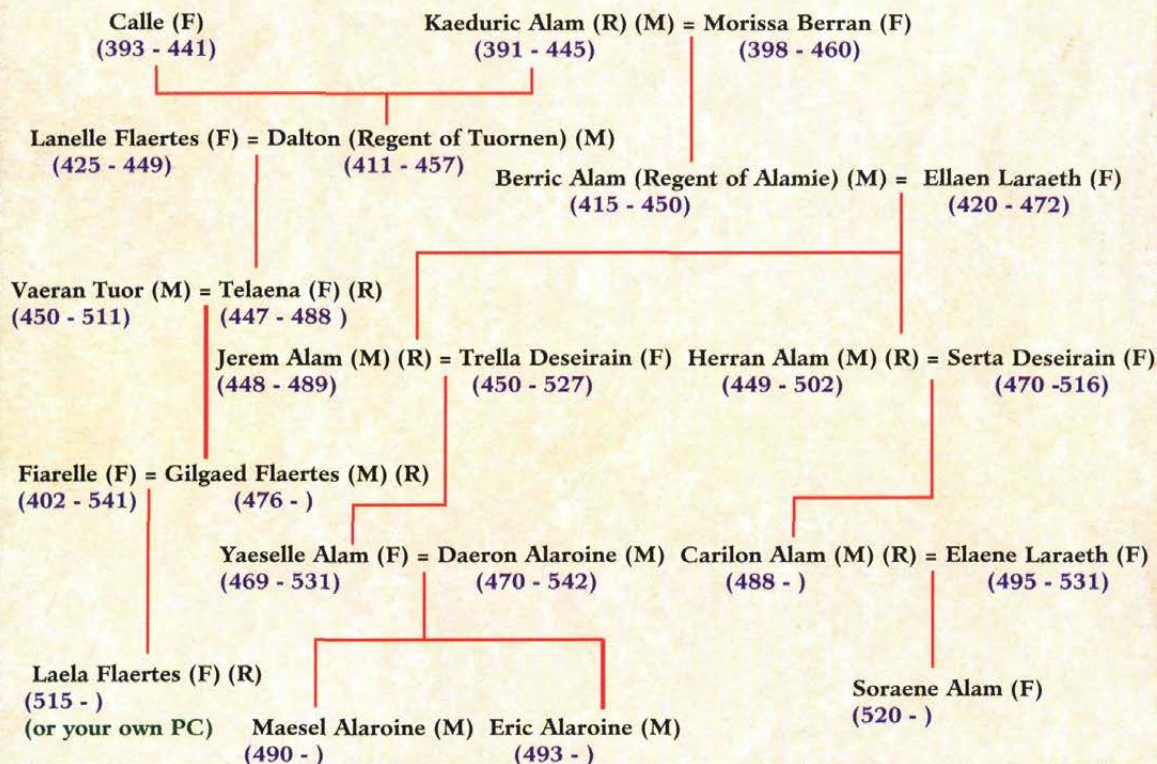 Calle (F) Kaeduric Alam (R) (M) = Morissa Berran (F)
(393 - 441) (391 - 445) (398 - 460)
Lanelle Flaertes (F) = Dalton (Regent of Tuornen) (M)
(425 - 449) (411 - 457)
Berric Alam (Regent of Alamie) (M) = Ellaen Laraeth (F)
(415 - 450) (420 - 472)
Vaeran Tuor (M) = Telaena (F) (R)
(450 - 511) (447 - 488 )
Jerem Alam (M) (R) = Trella Deseirain (F) Herran Alam (M) (R) = Serta Deseirain (F)
(448 - 489) (450 - 527) (449 - 502) (470 -516)
Fiarelle (F) = Gilgaed Flaertes (M) (R)
(402 - 541) (476 - )
Yaeselle Alam (F) = Daeron Alaroine (M) Carilon Alam (M) (R) = Elaene Laraeth (F)
(469 - 531) (470 - 542) (488 - ) (495 - 531)
Laela Flaertes (F) (R)
(515 - )
(or your own PC)
Soraene Alam (F)
(520 - )
Maesel Alaroine (M) Eric Alaroine (M)
(490 - ) (493 - )